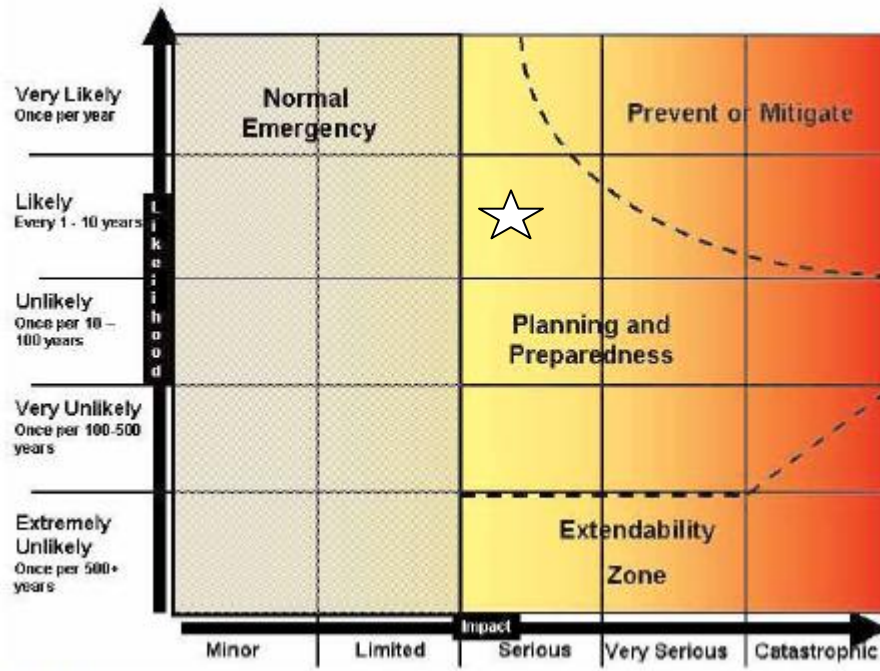 Very Likely
Once per year
Normal
Emergency
Prevent or Mitigate
Likely
Every 1 - 10 years
Likelihood
Unlikely
Once per 10 –
100 years
Planning and
Preparedness
Very Unlikely
Once per 100-500
years
Extremely
Unlikely
Once per 500+
years
Extendability
Zone
Impact
Minor
Limited
Serious
Very Serious
Catastrophic